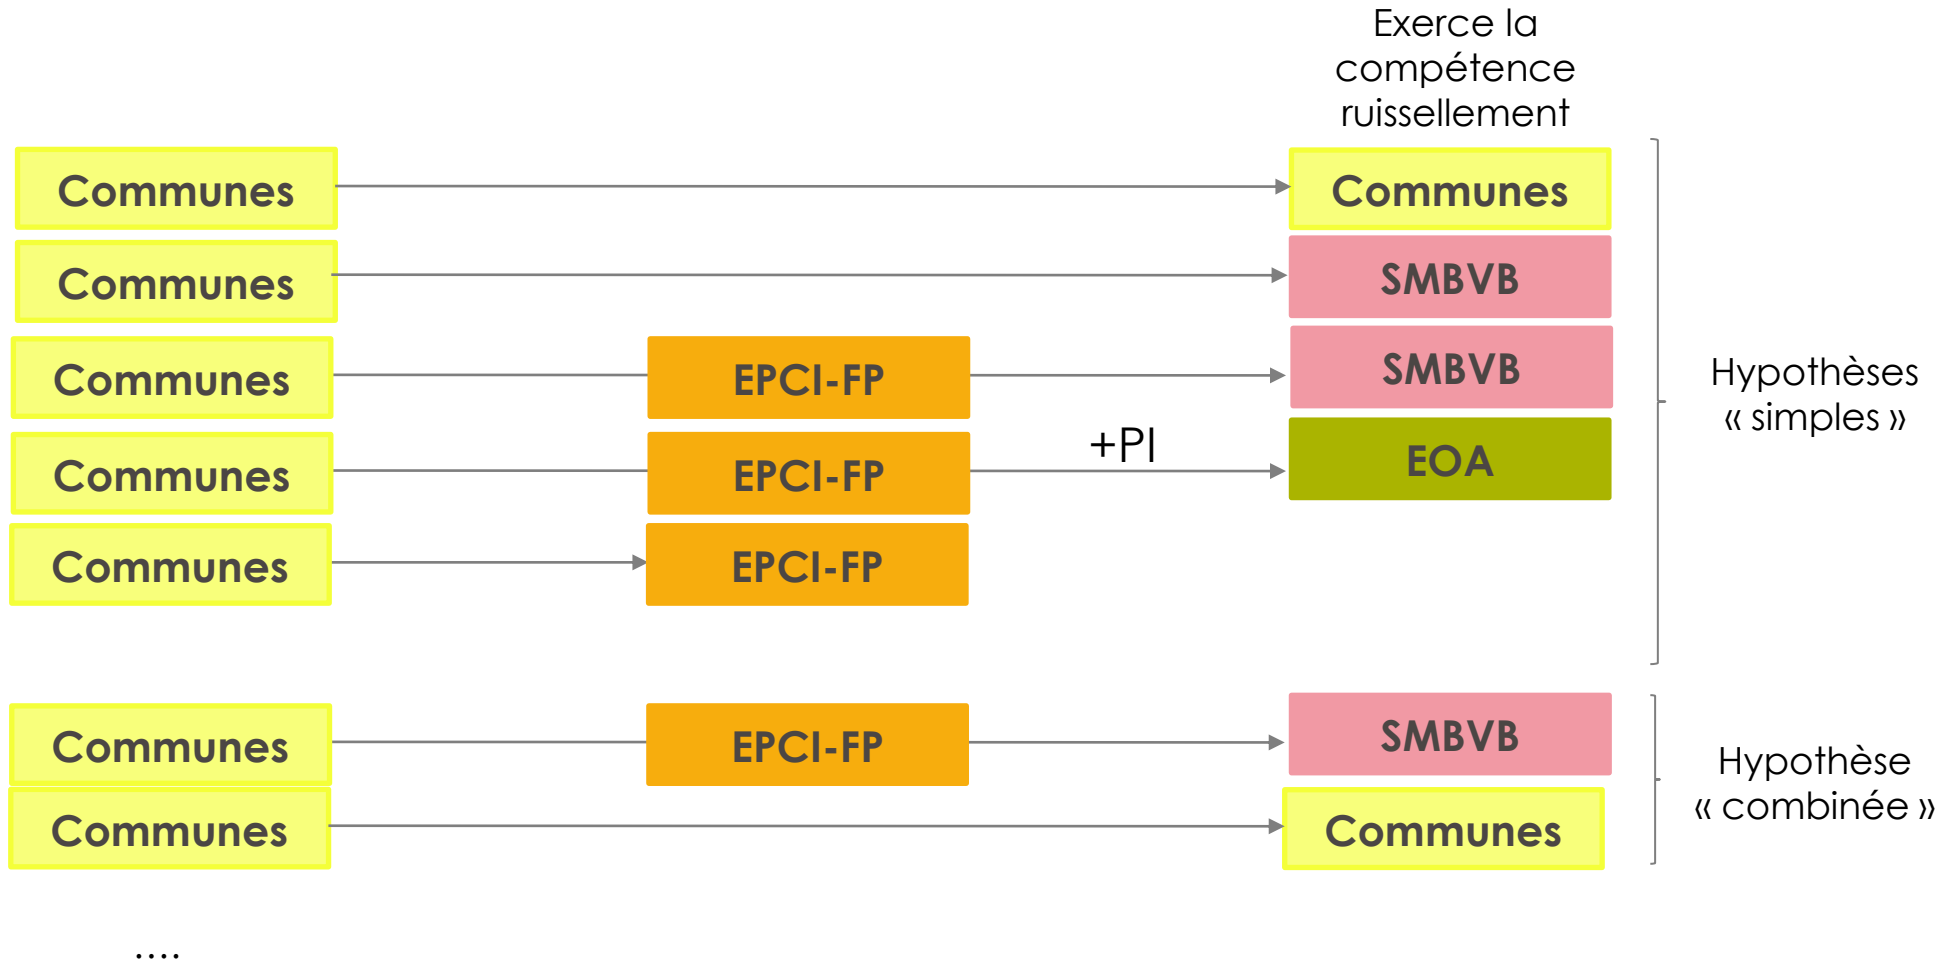 Exerce la
compétence
ruissellement
Communes
Communes
Communes
SMBVB
Communes
EPCI-FP
SMBVB
Communes
EPCI-FP
+PI
EOA
Communes
EPCI-FP
Hypothèses
« simples »
Communes
EPCI-FP
SMBVB
Communes
Communes
Hypothèse
« combinée »
....